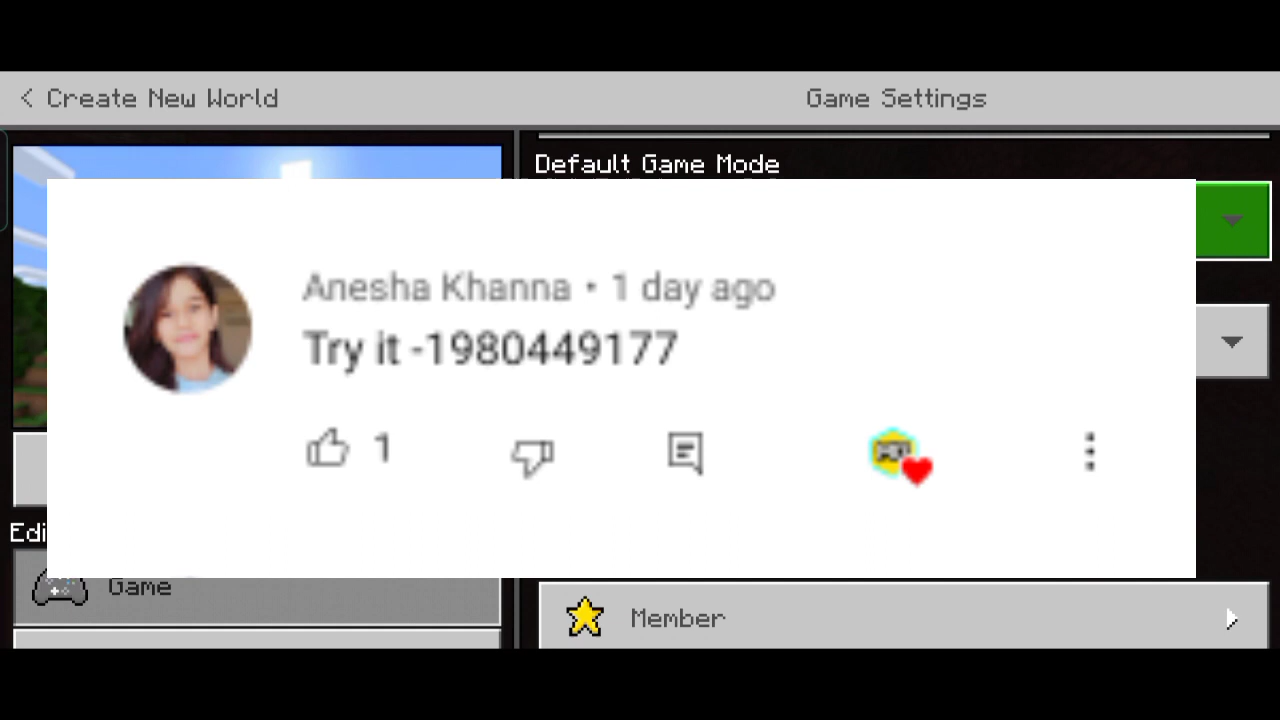 Create New World
Game Settings
Default Game Mode
Anesha Khanna • 1 day ago
Try it -1980449177
1
Edi
Game
Member